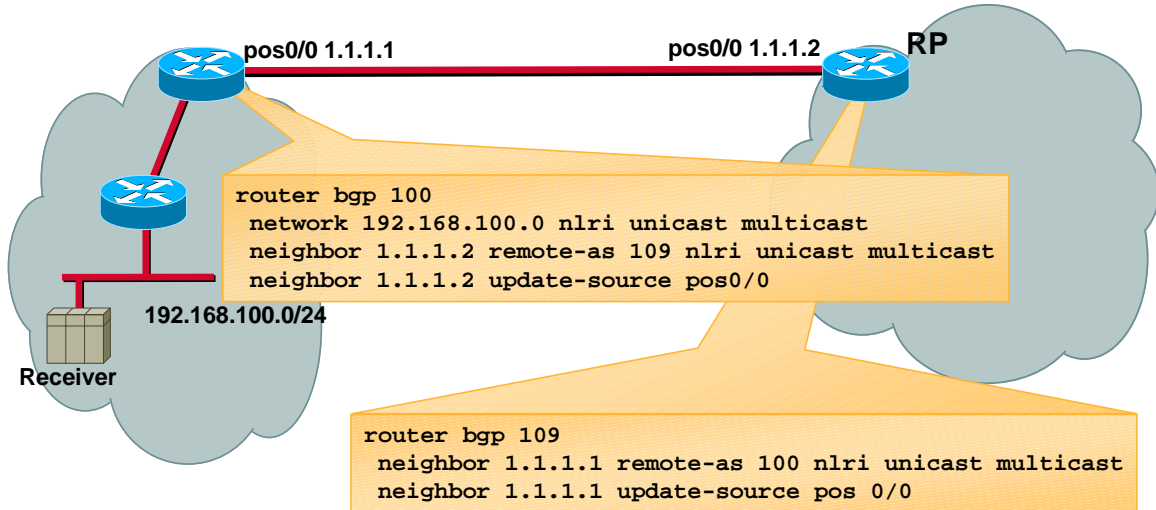 pos0/0 1.1.1.1
pos0/0 1.1.1.2
RP
router bgp 100
network 192.168.100.0 nlri unicast multicast
neighbor 1.1.1.2 remote-as 109 nlri unicast multicast
neighbor 1.1.1.2 update-source pos0/0
192.168.100.0/24
Receiver
router bgp 109
neighbor 1.1.1.1 remote-as 100 nlri unicast multicast
neighbor 1.1.1.1 update-source pos 0/0